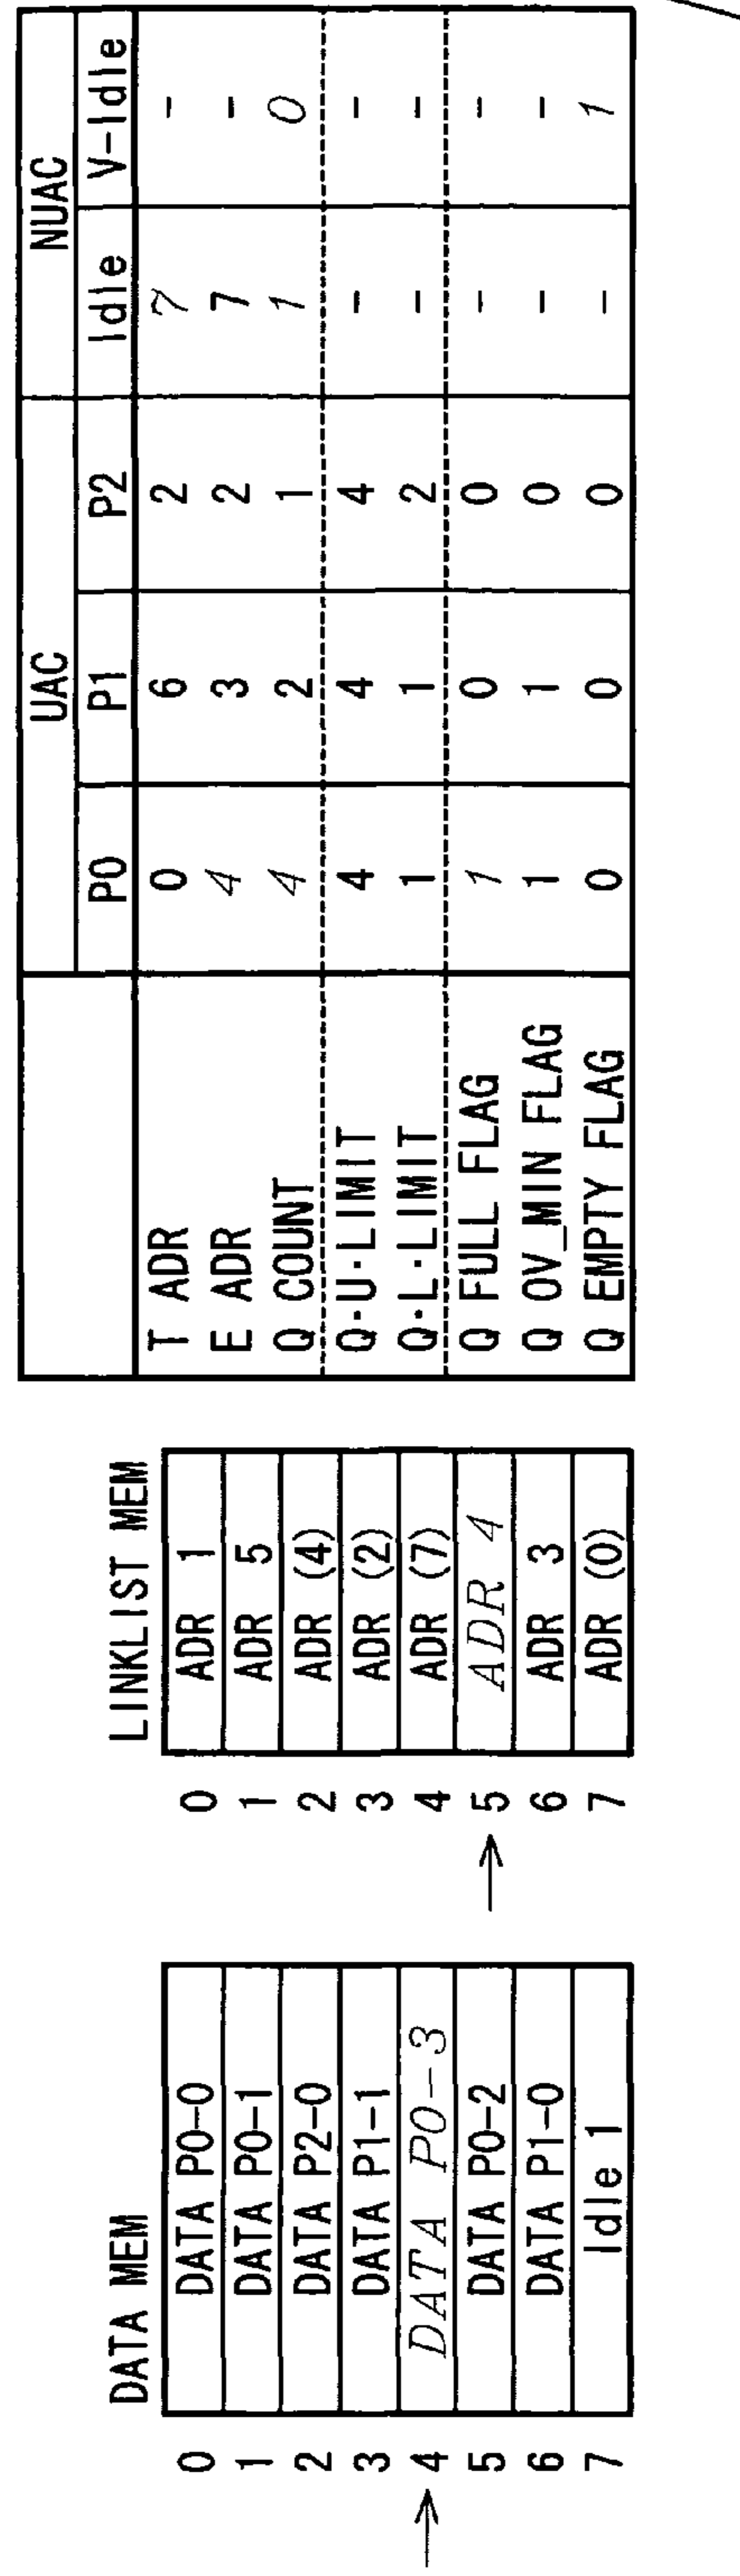 DATA MEM
0 DATA P0-0
1 DATA P0-1
2 DATA P2-0
3 DATA P1-1
4 DATA P0-3
5 DATA P0-2
6 DATA P1-0
7 Idle 1
LINKLIST MEM
0 ADR 1
1 ADR 5
2 ADR (4)
3 ADR (2)
4 ADR (7)
5 ADR 4
6 ADR 3
7 ADR (0)
UAC NUAC
P0 P1 P2 Idle V-Idle
T ADR 0 6 2 7 -
E ADR 4 3 2 7 -
Q COUNT 4 2 1 1 0
Q·U·LIMIT 4 4 4 - -
Q·L·LIMIT 1 1 2 - -
Q FULL FLAG 1 0 0 - -
Q OV_MIN FLAG 1 1 0 - -
Q EMPTY FLAG 0 0 0 - 1